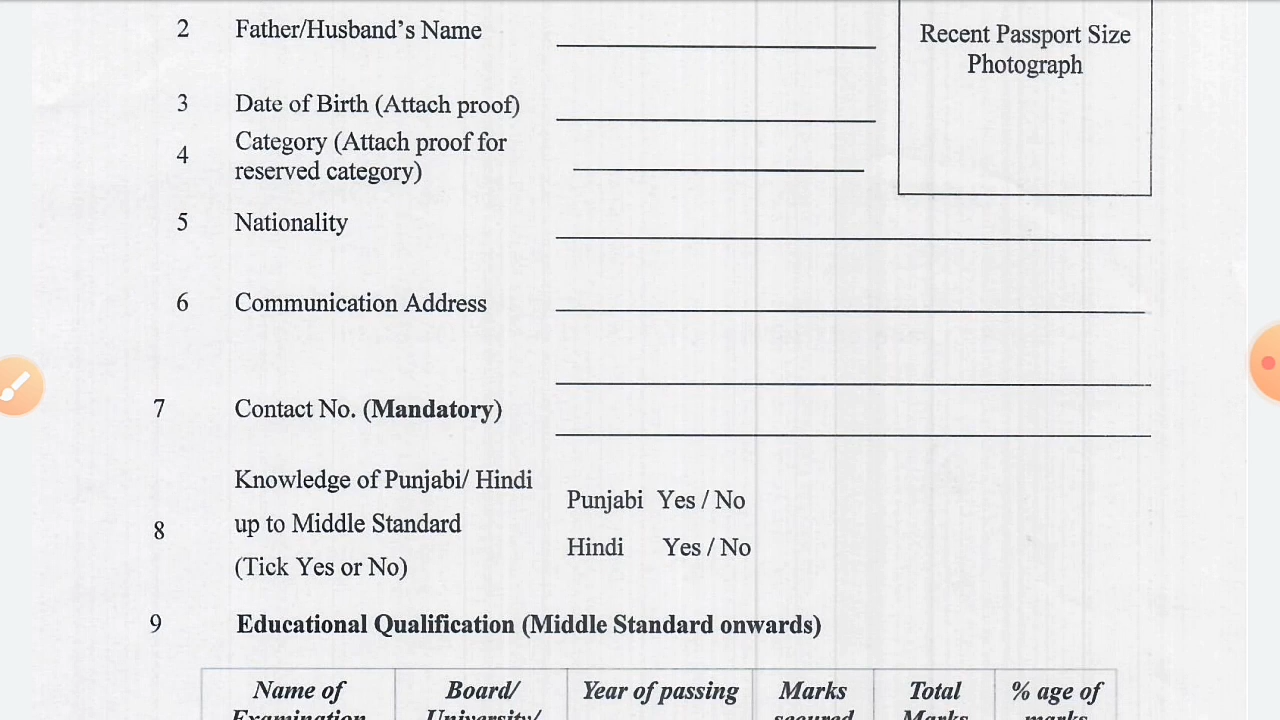 2 Father/Husband's Name
Recent Passport Size
Photograph
3 Date of Birth (Attach proof)
4 Category (Attach proof for
reserved category)
5 Nationality
6 Communication Address
7 Contact No. (Mandatory)
8 Knowledge of Punjabi/ Hindi
up to Middle Standard
(Tick Yes or No)
Punjabi Yes / No
Hindi Yes / No
9 Educational Qualification (Middle Standard onwards)
Name of Board/ Year of passing Marks Total % age of
Examination University/ secured Marks marks